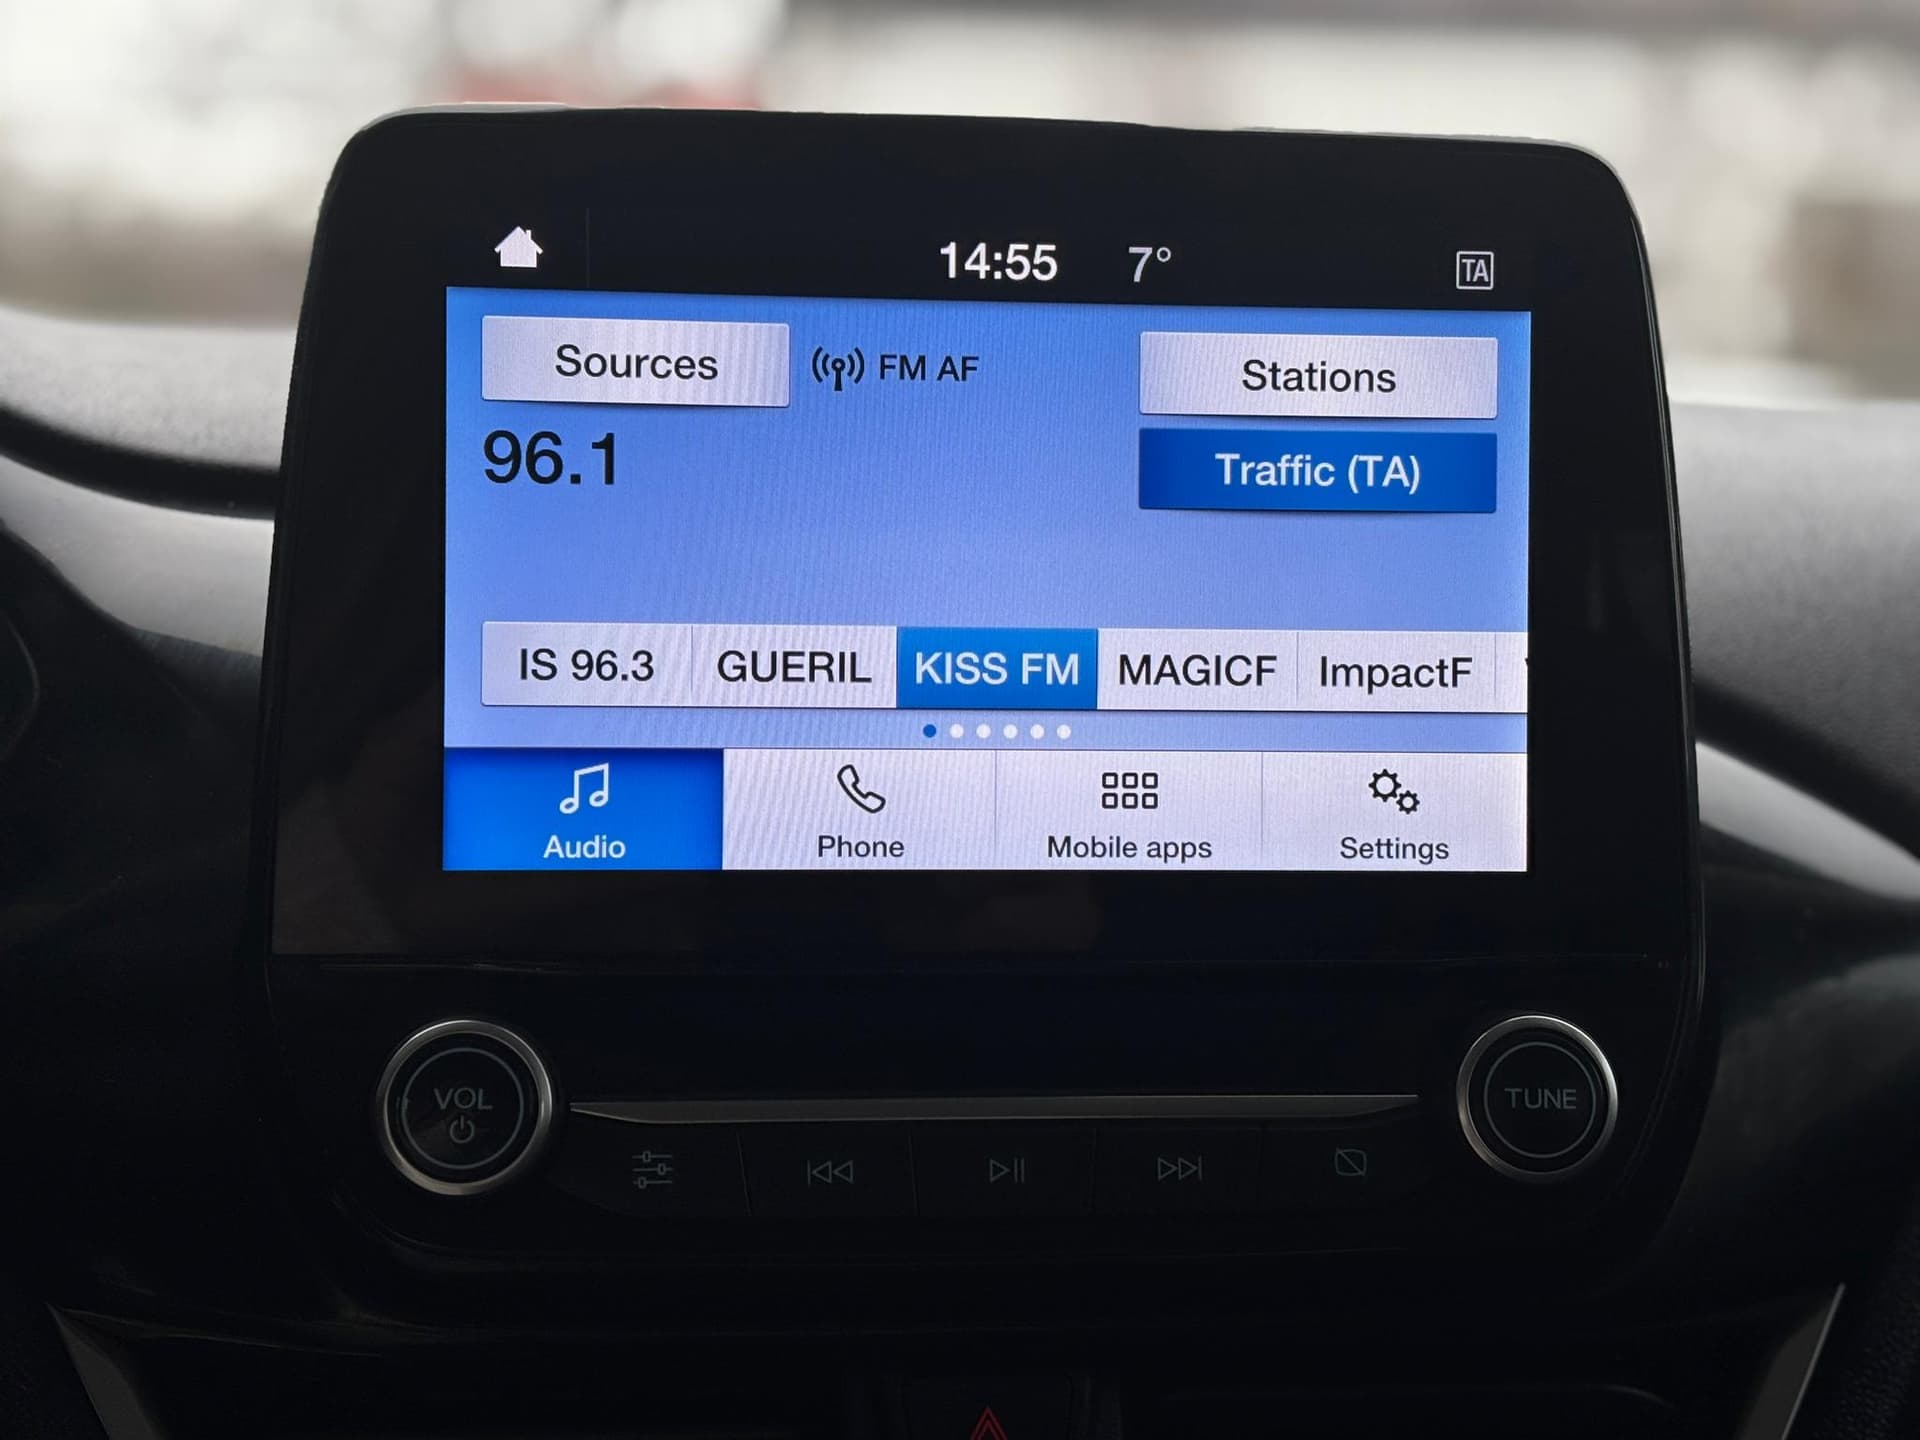 14:55 7° TA
Sources FM AF Stations
96.1 Traffic (TA)
IS 96.3 GUERIL KISS FM MAGICF ImpactF
Audio Phone Mobile apps Settings
VOL TUNE